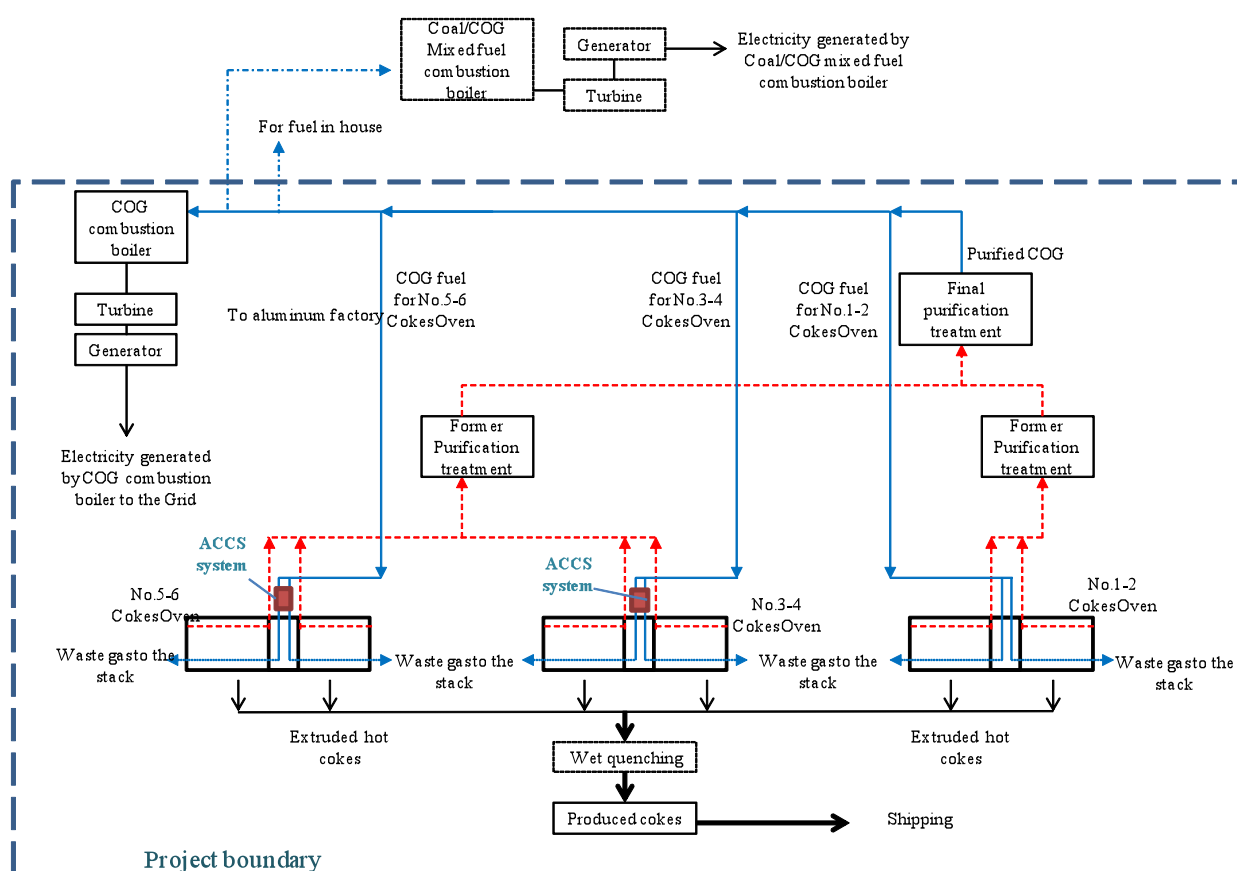 Coal/COG
Mixed fuel
combustion
boiler
Generator
Turbine
Electricity generated by
Coal/COG mixed fuel
combustion boiler
For fuel in house
COG
combustion
boiler
Turbine
Generator
Electricity generated
by COG combustion
boiler to the Grid
To aluminum factory
COG fuel
for No.5-6
Cokes Oven
COG fuel
for No.3-4
Cokes Oven
COG fuel
for No.1-2
Cokes Oven
Purified COG
Final
purification
treatment
Former
Purification
treatment
Former
Purification
treatment
ACCS
system
ACCS
system
No.5-6
Cokes Oven
No.3-4
Cokes Oven
No.1-2
Cokes Oven
Waste gas to the
stack
Waste gas to the
stack
Waste gas to the
stack
Waste gas to the
stack
Extruded hot
cokes
Extruded hot
cokes
Wet quenching
Produced cokes
Shipping
Project boundary